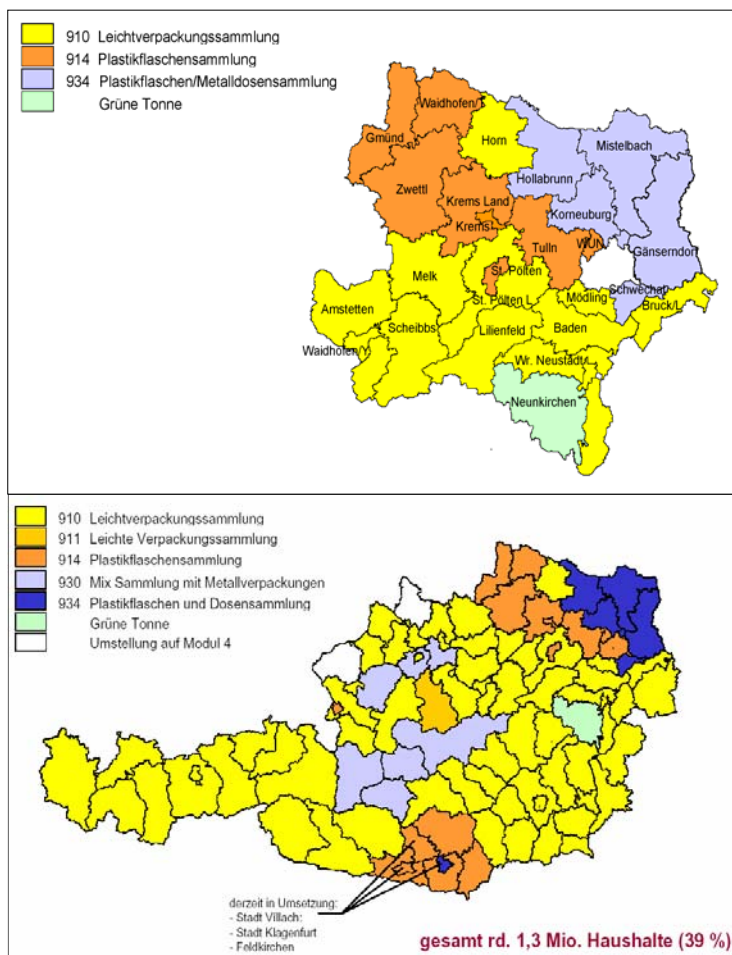 910 Leichtverpackungssammlung
914 Plastikflaschensammlung
934 Plastikflaschen/Metalldosensammlung
Grüne Tonne
Waidhofen/T.
Gmünd
Horn
Mistelbach
Hollabrunn
Zwettl
Krems Land
Korneuburg
Krems
Tulln
WUN
Gänserndorf
St. Pölten
Melk
Schwechat
St. Pölten L.
Mödling
Bruck/L.
Amstetten
Scheibbs
Lilienfeld
Baden
Waidhofen/Y.
Wr. Neustadt/L.
Neunkirchen
910 Leichtverpackungssammlung
911 Leichte Verpackungssammlung
914 Plastikflaschensammlung
930 Mix Sammlung mit Metallverpackungen
934 Plastikflaschen und Dosensammlung
Grüne Tonne
Umstellung auf Modul 4
derzeit in Umsetzung:
- Stadt Villach:
- Stadt Klagenfurt
- Feldkirchen
gesamt rd. 1,3 Mio. Haushalte (39 %)